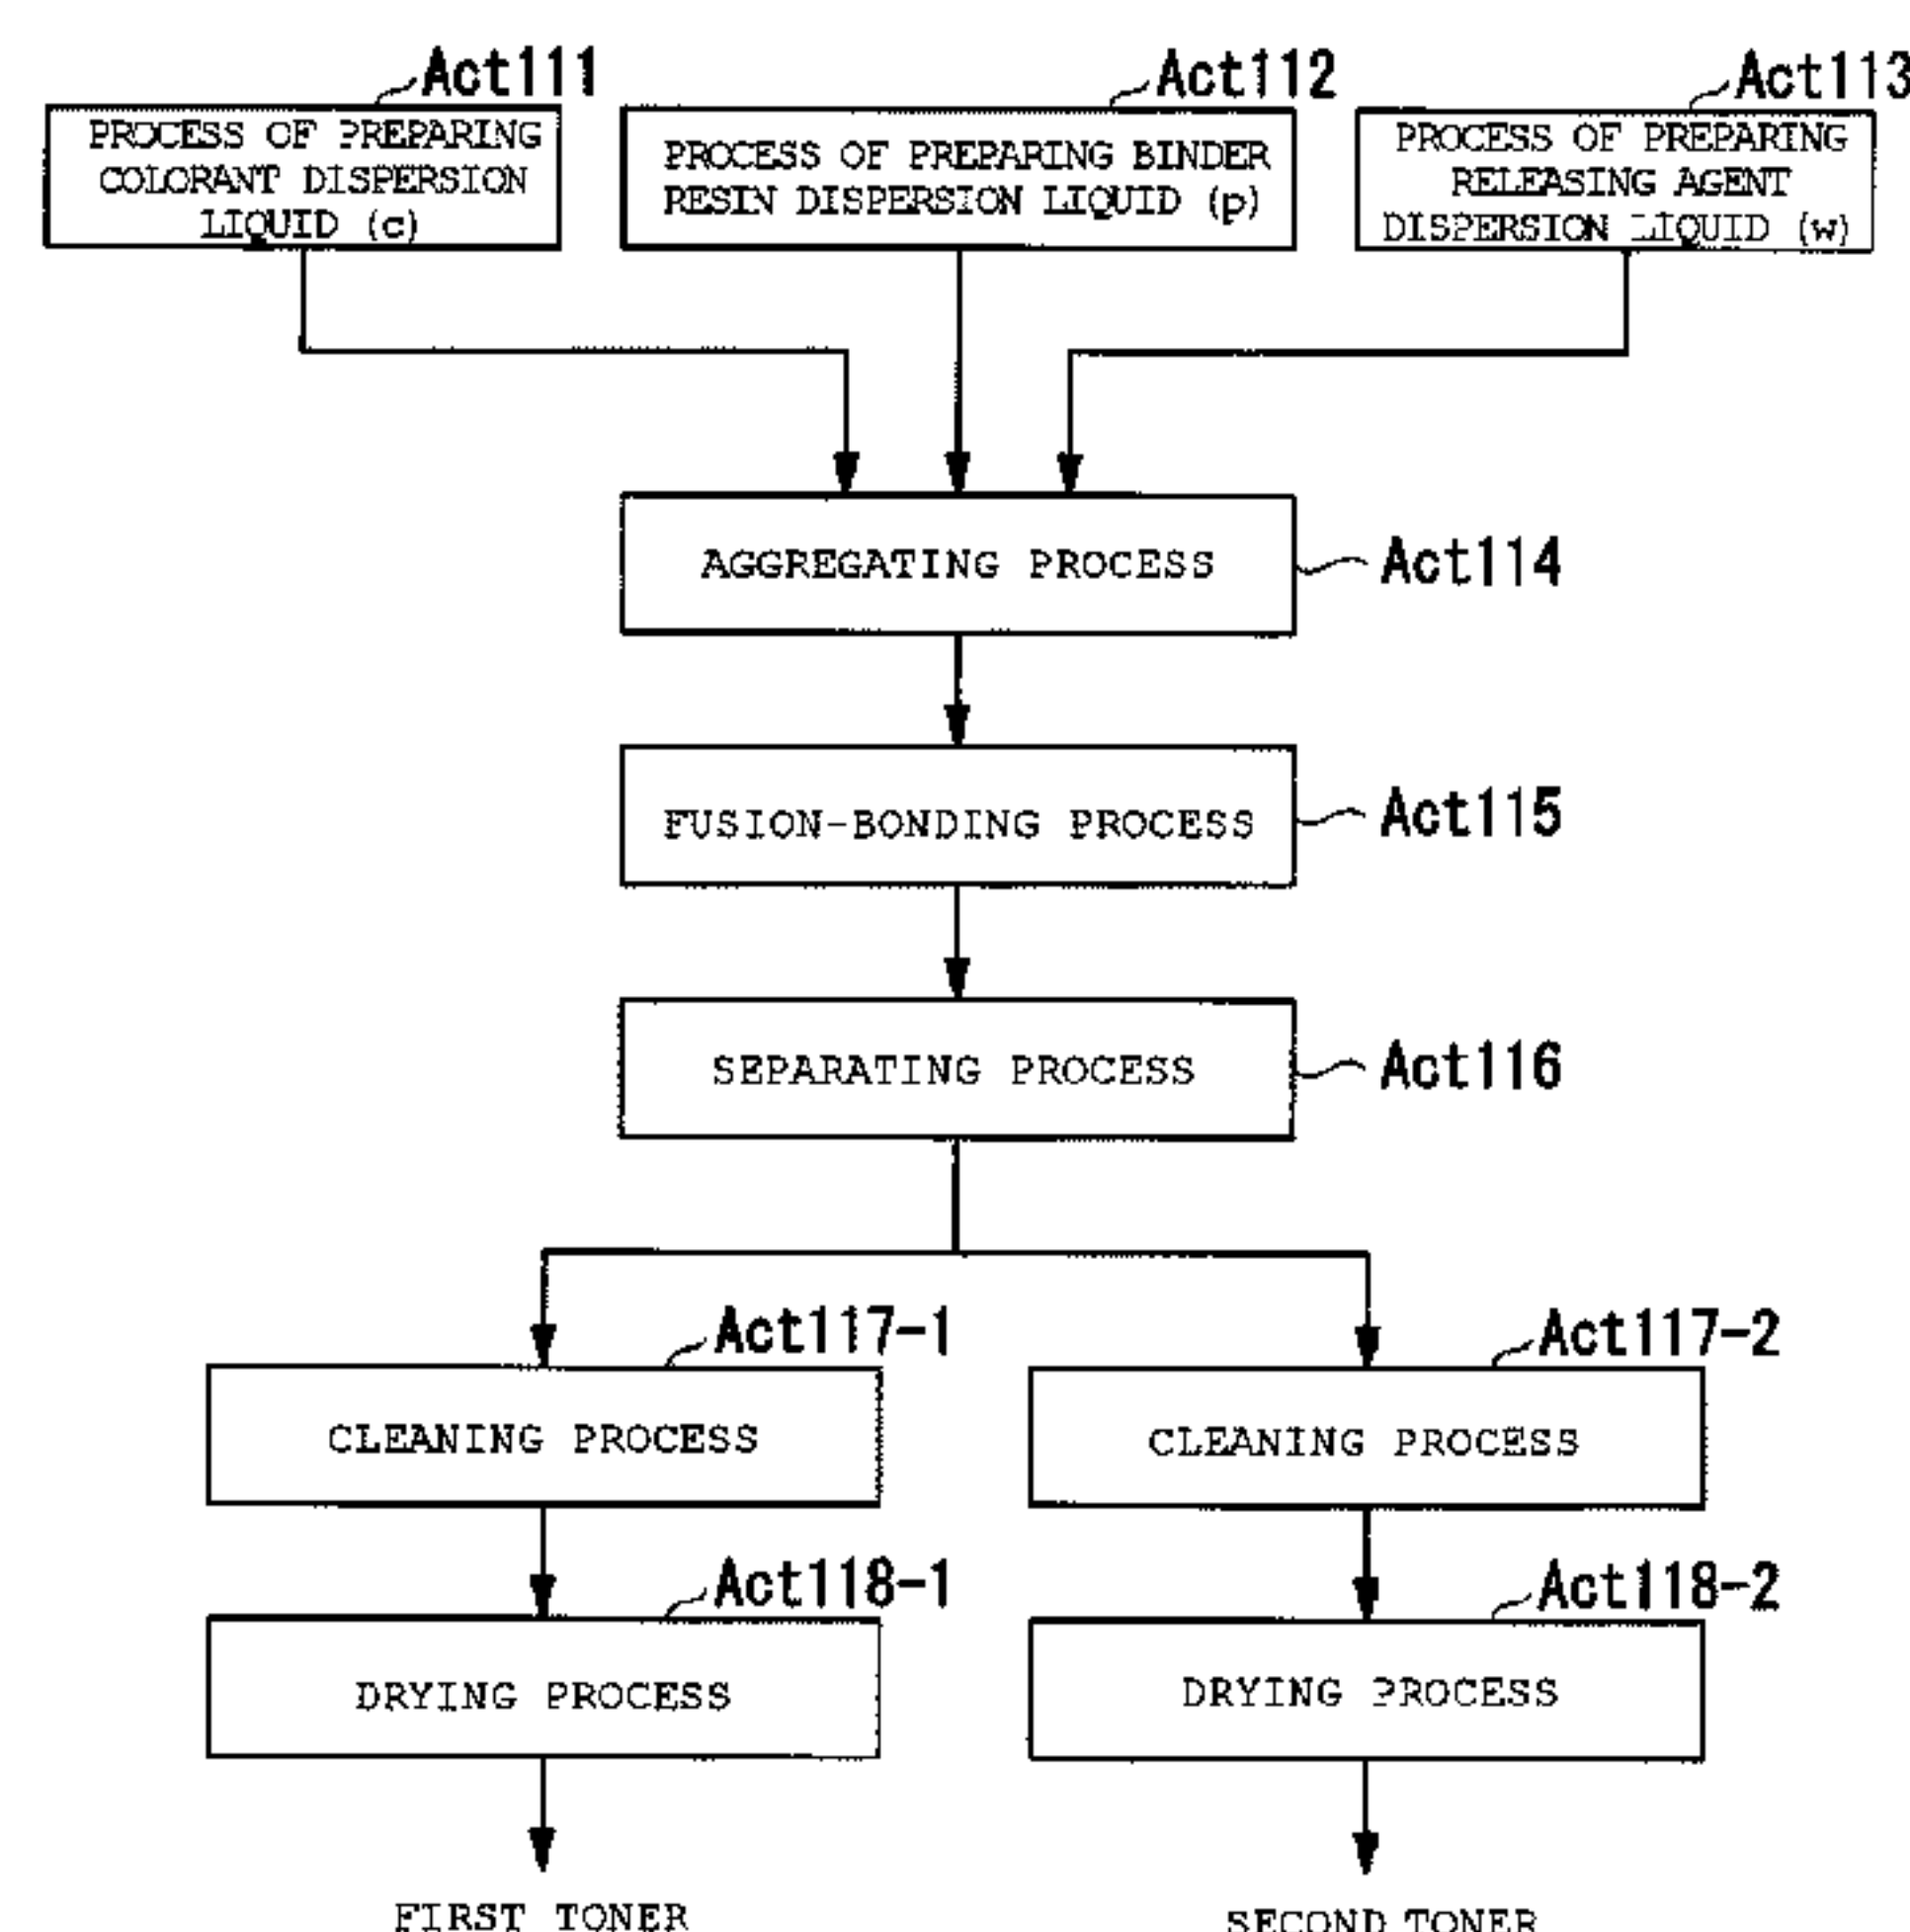 Act111
PROCESS OF PREPARING
COLORANT DISPERSION
LIQUID (c)
Act112
PROCESS OF PREPARING BINDER
RESIN DISPERSION LIQUID (p)
Act113
PROCESS OF PREPARING
RELEASING AGENT
DISPERSION LIQUID (w)
AGGREGATING PROCESS
Act114
FUSION-BONDING PROCESS
Act115
SEPARATING PROCESS
Act116
Act117-1
CLEANING PROCESS
Act117-2
CLEANING PROCESS
Act118-1
DRYING PROCESS
Act118-2
DRYING PROCESS
FIRST TONER
SECOND TONER